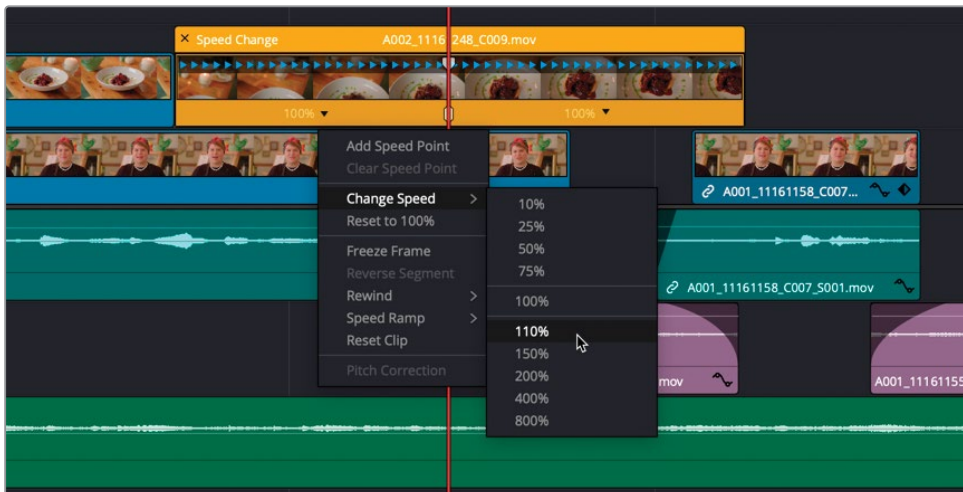 × Speed Change
A002_1116 248_C009.mov
100% ▼
100% ▼
Add Speed Point
Clear Speed Point
Change Speed >
Reset to 100%
Freeze Frame
Reverse Segment
Rewind >
Speed Ramp >
Reset Clip
Pitch Correction
10%
25%
50%
75%
100%
110%
150%
200%
400%
800%
A001_11161158_C007...
A001_11161158_C007_S001.mov
mov
A001_1116115